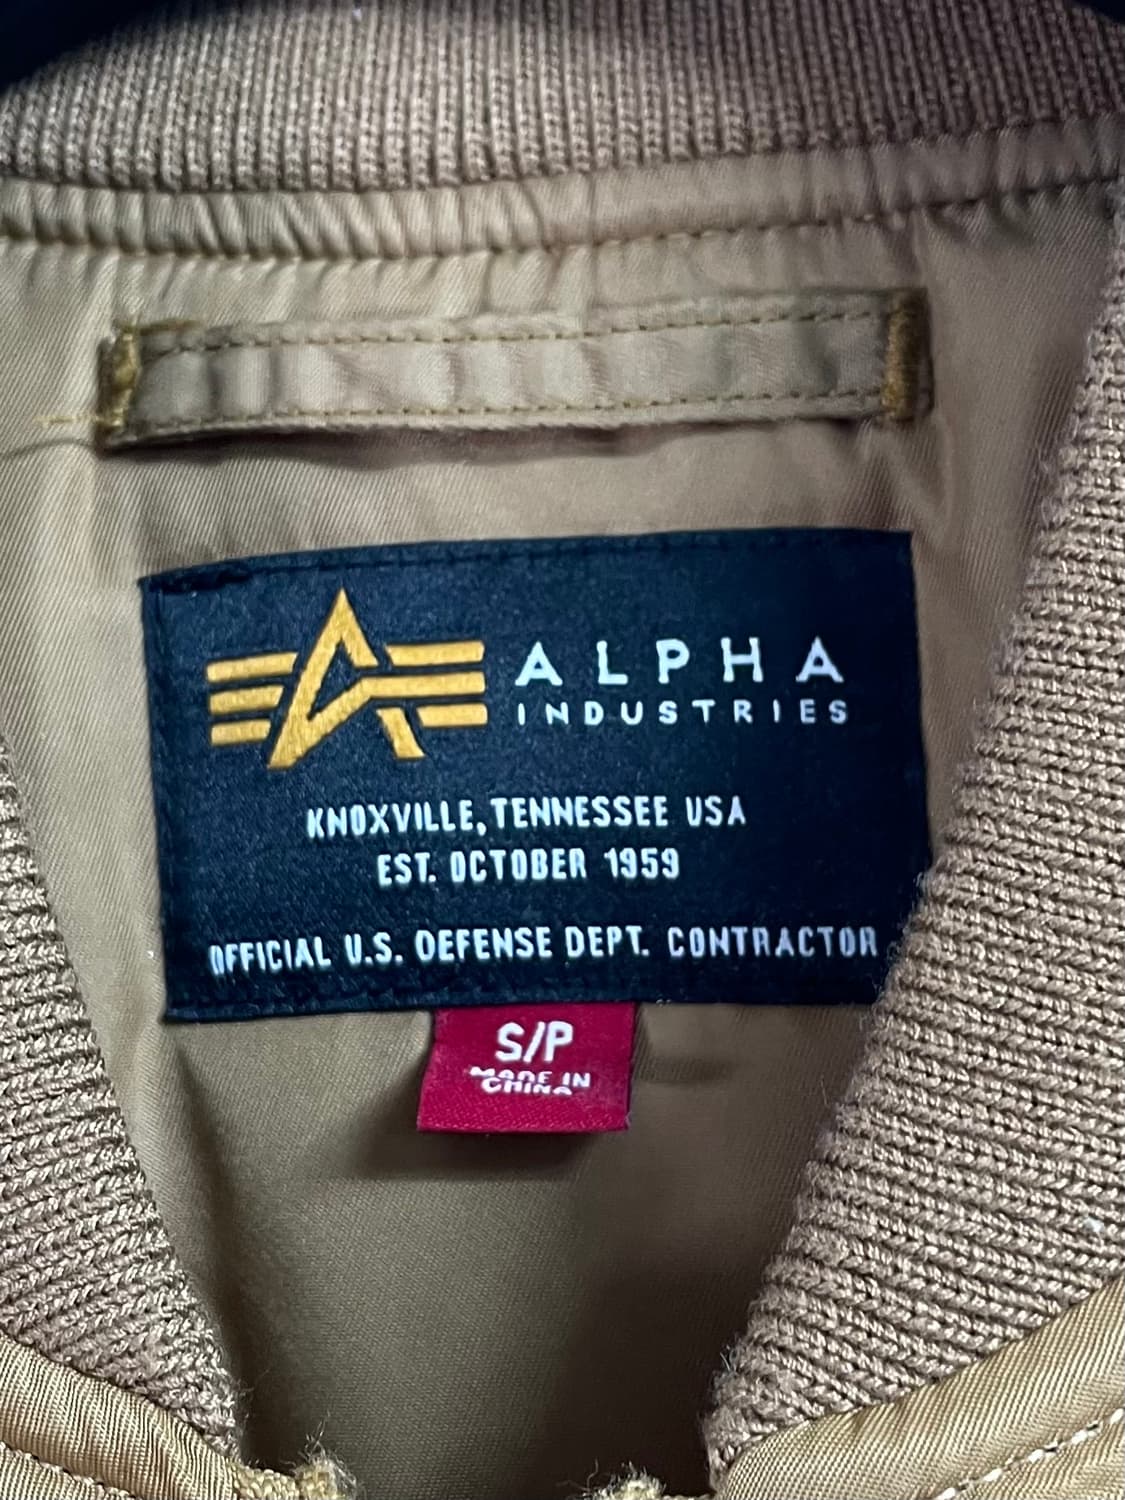 ALPHA
INDUSTRIES
KNOXVILLE, TENNESSEE USA
EST. OCTOBER 1959
OFFICIAL U.S. DEFENSE DEPT. CONTRACTOR
S/P
MADE IN
CHINA